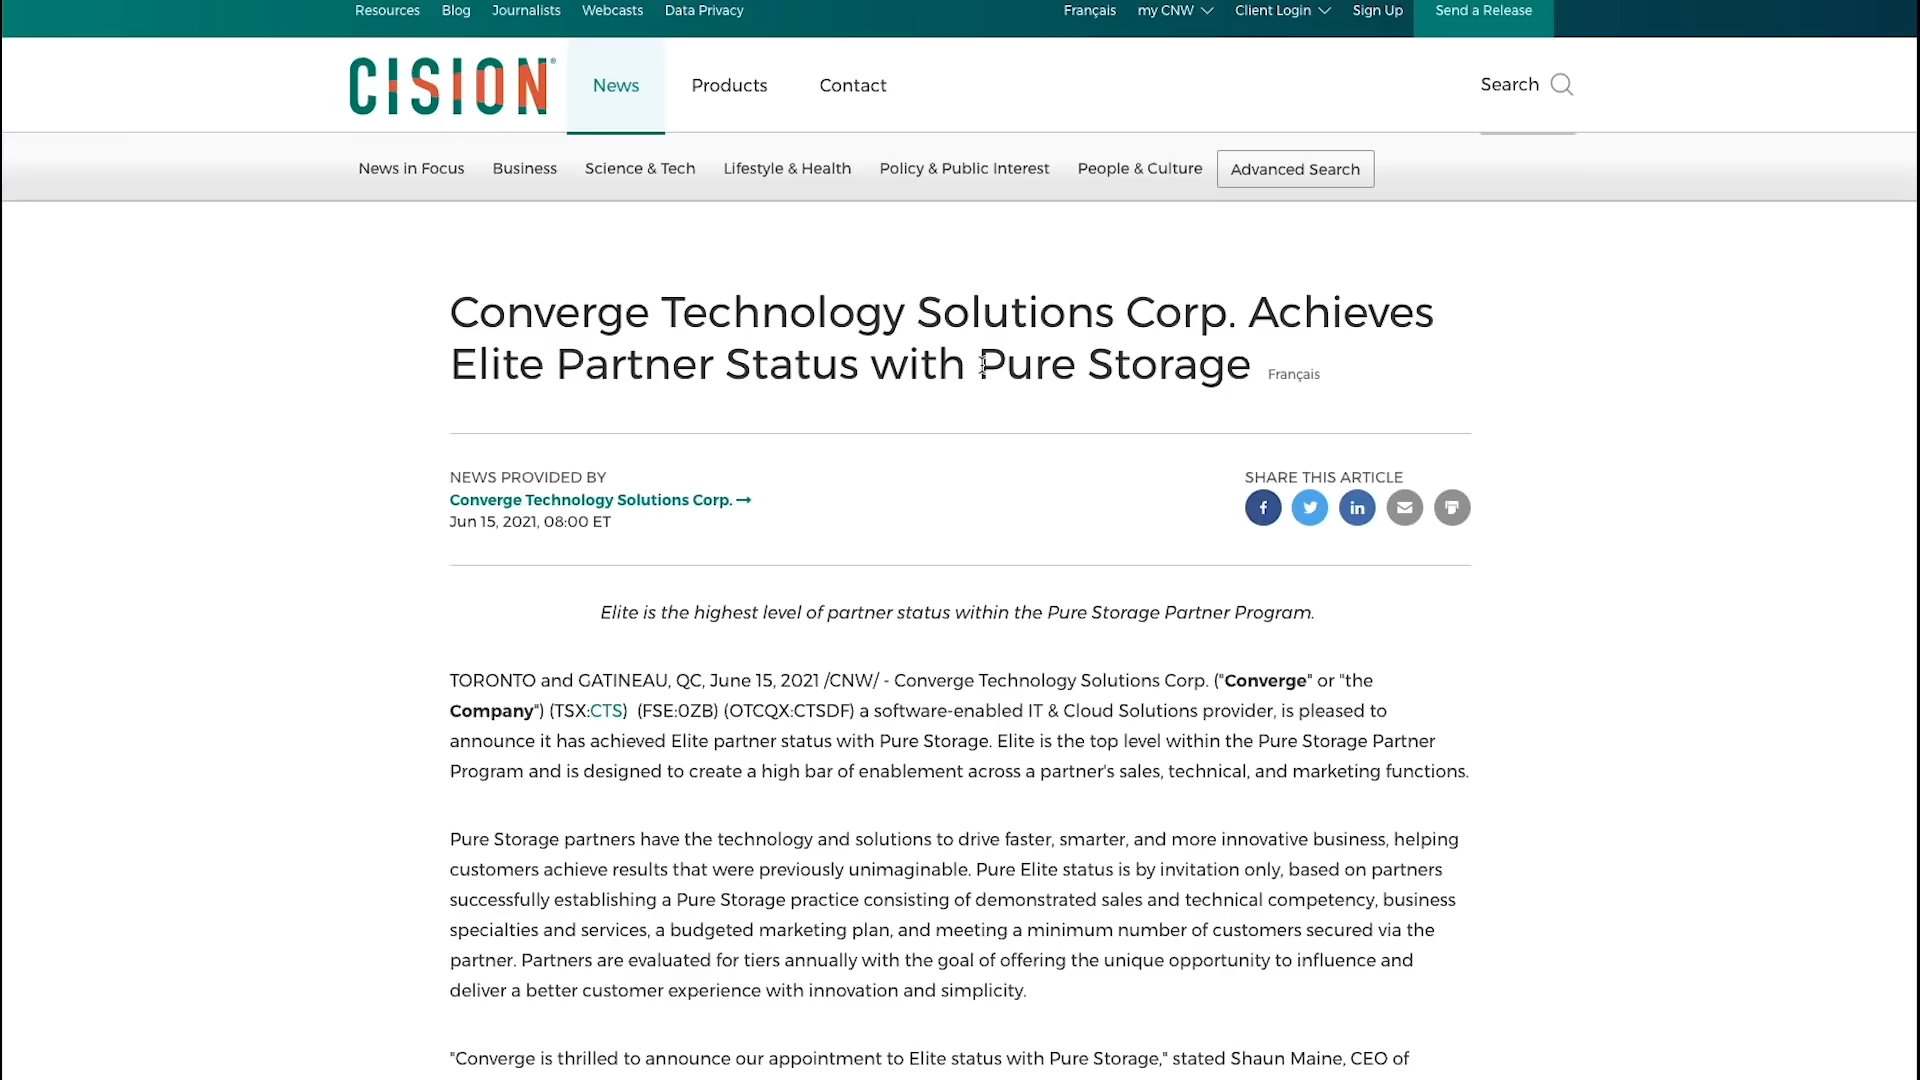 Resources Blog Journalists Webcasts Data Privacy Français my CNW Client Login Sign Up Send a Release
CISION® News Products Contact Search
News in Focus Business Science & Tech Lifestyle & Health Policy & Public Interest People & Culture Advanced Search
Converge Technology Solutions Corp. Achieves
Elite Partner Status with Pure Storage Français
NEWS PROVIDED BY
Converge Technology Solutions Corp. →
Jun 15, 2021, 08:00 ET
SHARE THIS ARTICLE
Elite is the highest level of partner status within the Pure Storage Partner Program.
TORONTO and GATINEAU, QC, June 15, 2021 /CNW/ - Converge Technology Solutions Corp. ("Converge" or "the
Company") (TSX:CTS) (FSE:0ZB) (OTCQX:CTSDF) a software-enabled IT & Cloud Solutions provider, is pleased to
announce it has achieved Elite partner status with Pure Storage. Elite is the top level within the Pure Storage Partner
Program and is designed to create a high bar of enablement across a partner's sales, technical, and marketing functions.
Pure Storage partners have the technology and solutions to drive faster, smarter, and more innovative business, helping
customers achieve results that were previously unimaginable. Pure Elite status is by invitation only, based on partners
successfully establishing a Pure Storage practice consisting of demonstrated sales and technical competency, business
specialties and services, a budgeted marketing plan, and meeting a minimum number of customers secured via the
partner. Partners are evaluated for tiers annually with the goal of offering the unique opportunity to influence and
deliver a better customer experience with innovation and simplicity.
"Converge is thrilled to announce our appointment to Elite status with Pure Storage," stated Shaun Maine, CEO of